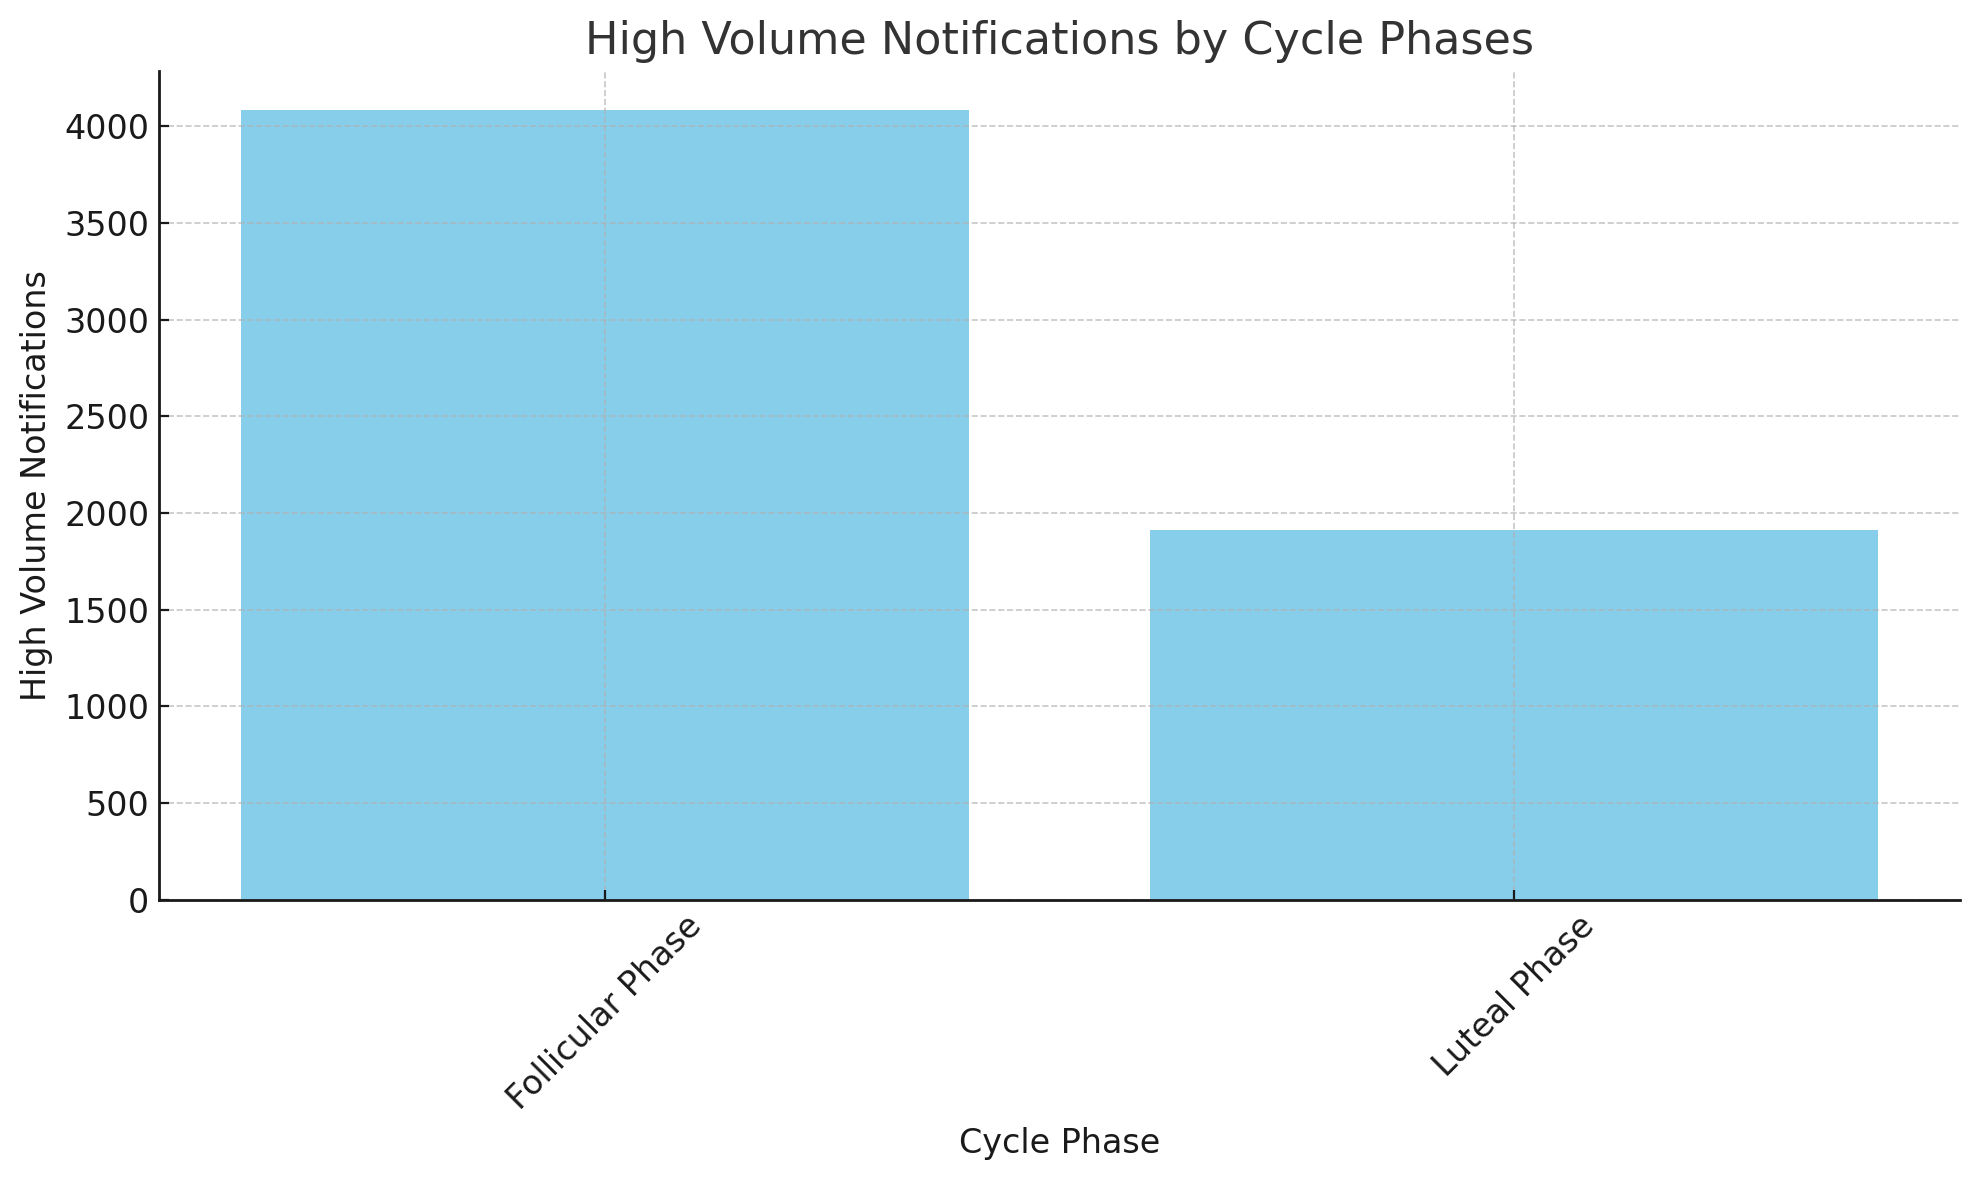 High Volume Notifications by Cycle Phases
High Volume Notifications
4000
3500
3000
2500
2000
1500
1000
500
0
Follicular Phase
Luteal Phase
Cycle Phase